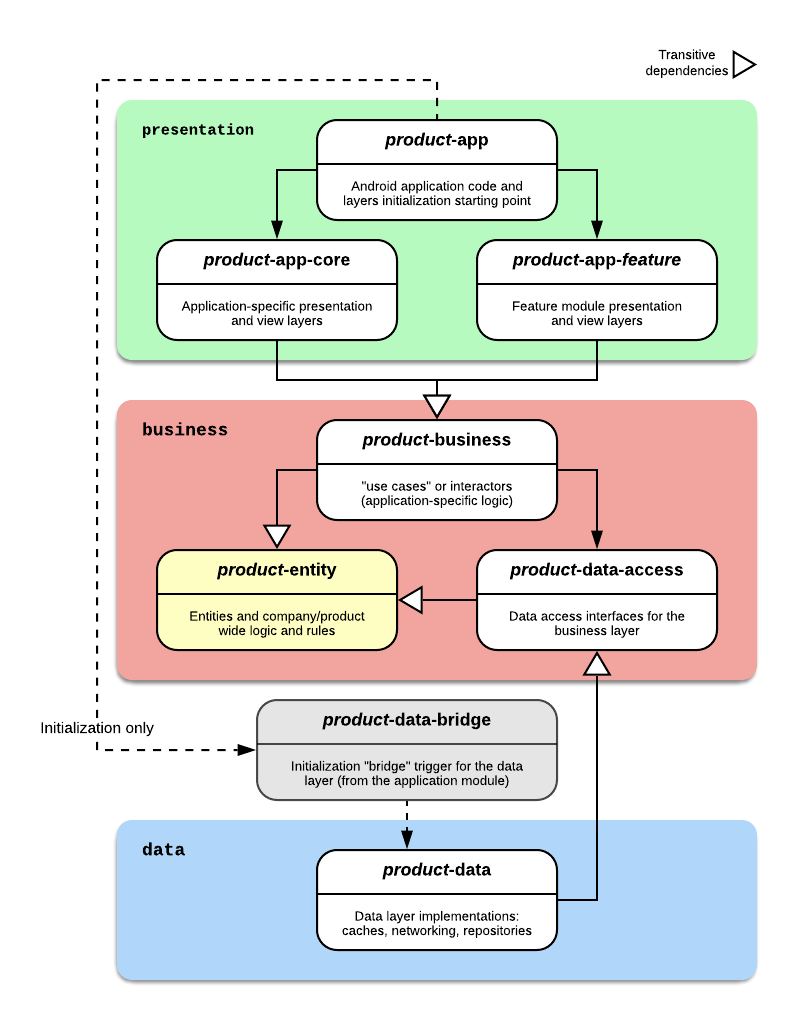 Transitive
dependencies
presentation
product-app
Android application code and
layers initialization starting point
product-app-core
Application-specific presentation
and view layers
product-app-feature
Feature module presentation
and view layers
business
product-business
"use cases" or interactors
(application-specific logic)
product-entity
Entities and company/product
wide logic and rules
product-data-access
Data access interfaces for the
business layer
Initialization only
product-data-bridge
Initialization "bridge" trigger for the data
layer (from the application module)
data
product-data
Data layer implementations:
caches, networking, repositories